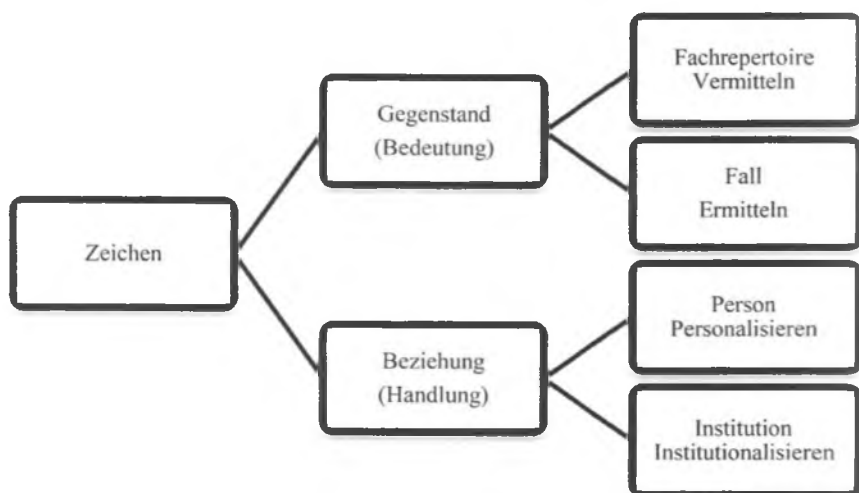 Zeichen
Gegenstand
(Bedeutung)
Beziehung
(Handlung)
Fachrepertoire
Vermitteln
Fall
Ermitteln
Person
Personalisieren
Institution
Institutionalisieren